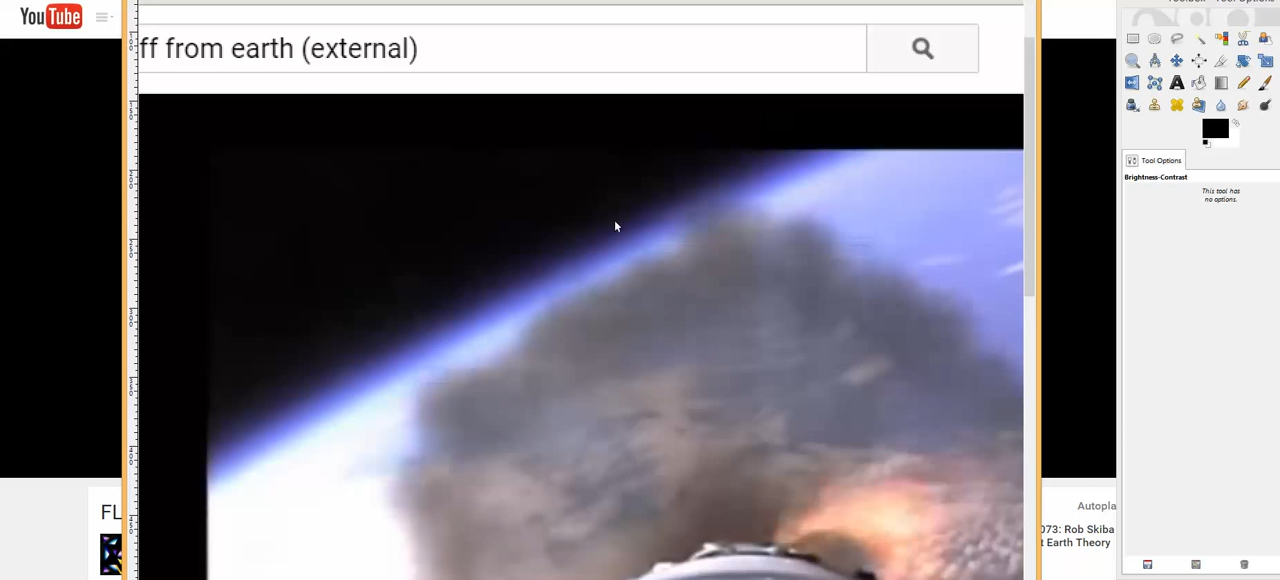 YouTube
ff from earth (external)
Tool Options
Brightness-Contrast
This tool has
no options.
FL
Autopla
073: Rob Skiba
t Earth Theory